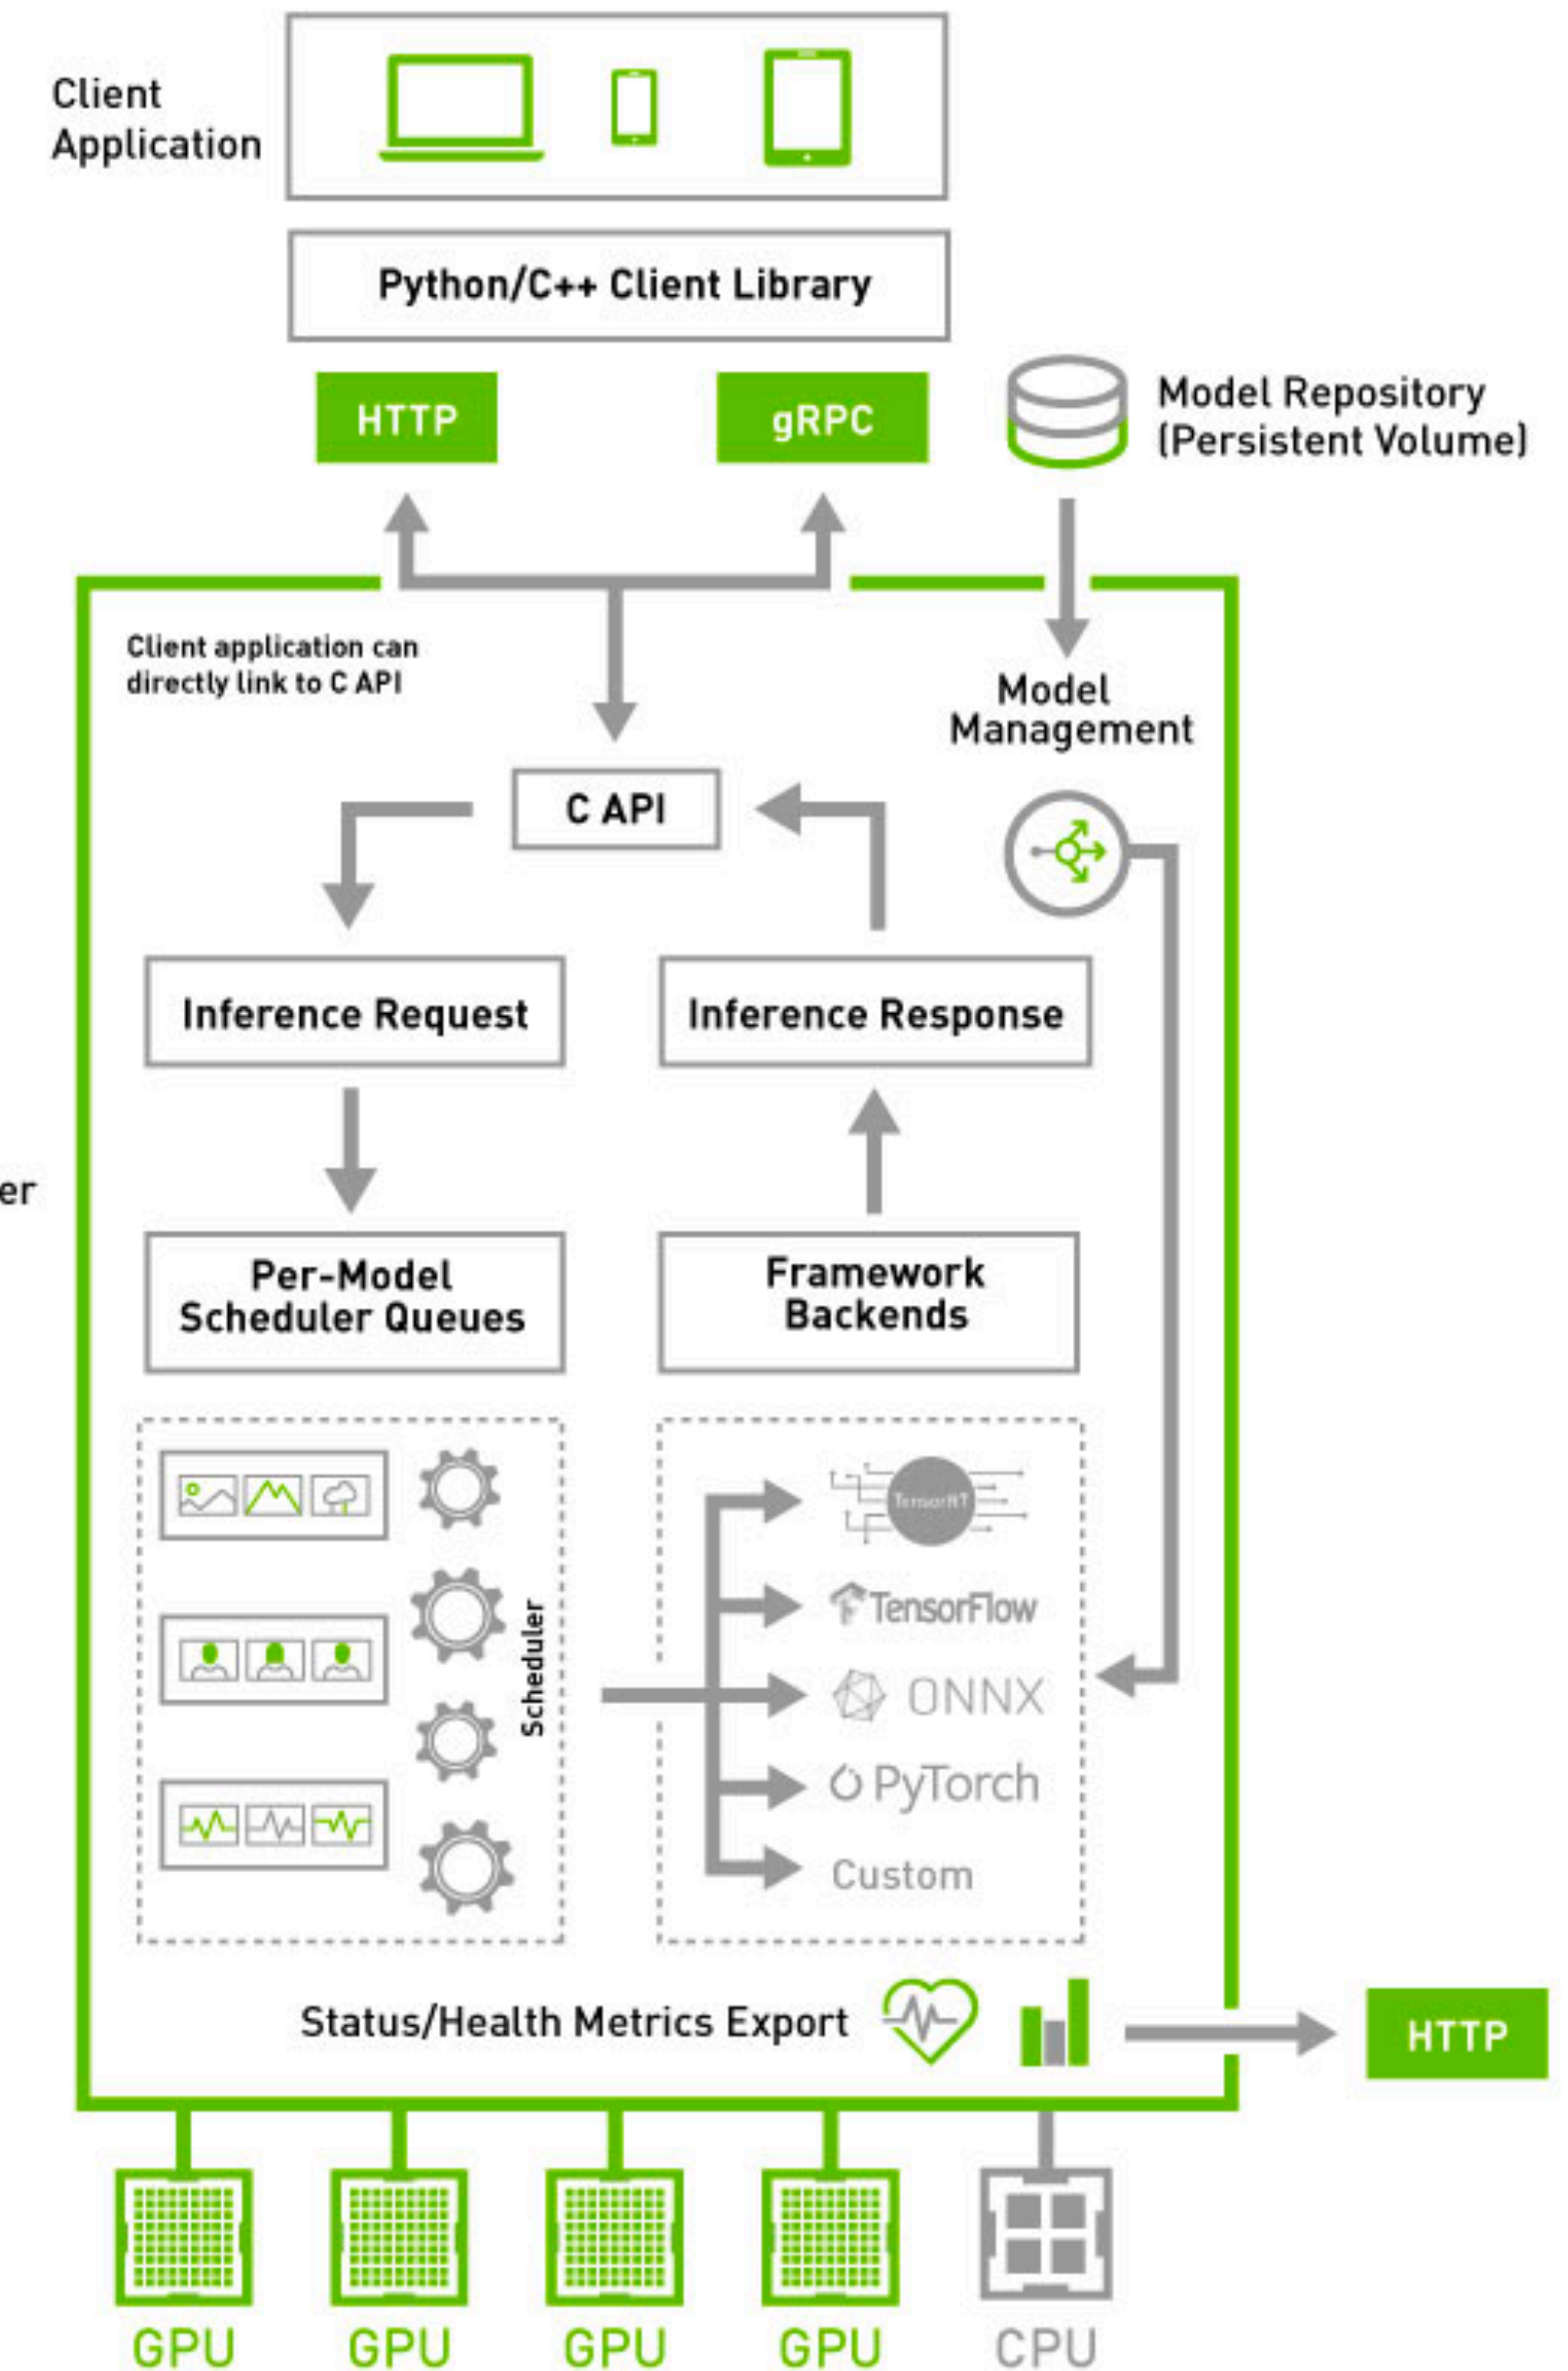 Client
Application
Python/C++ Client Library
HTTP
gRPC
Model Repository
(Persistent Volume)
Client application can
directly link to C API
Model
Management
C API
Inference Request
Inference Response
er
Per-Model
Scheduler Queues
Framework
Backends
Scheduler
TensorRT
TensorFlow
ONNX
PyTorch
Custom
Status/Health Metrics Export
HTTP
GPU
GPU
GPU
GPU
CPU